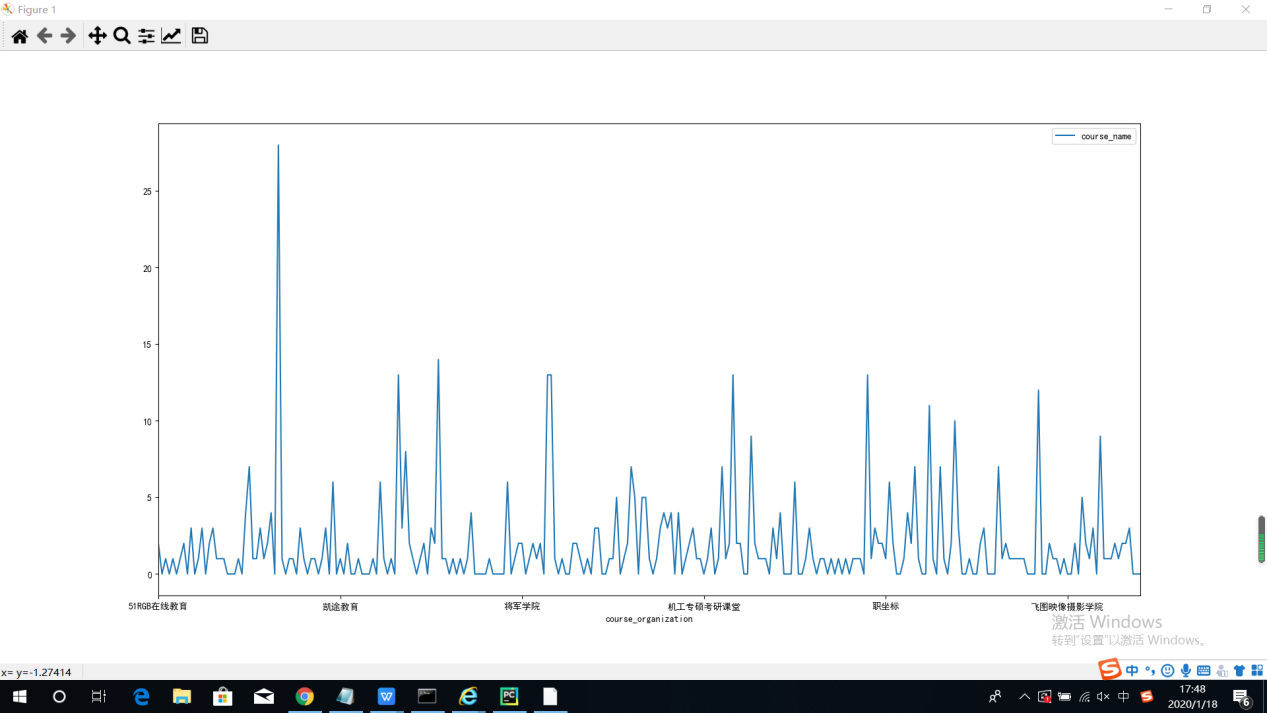 Figure 1
course_name
25
20
15
10
5
0
51RGB在线教育
凯途教育
将军学院
机工专硕考研课堂
职坐标
飞图映像摄影学院
course_organization
激活 Windows
转到"设置"以激活 Windows。
x= y=-1.27414
中
中
17:48
2020/1/18
6